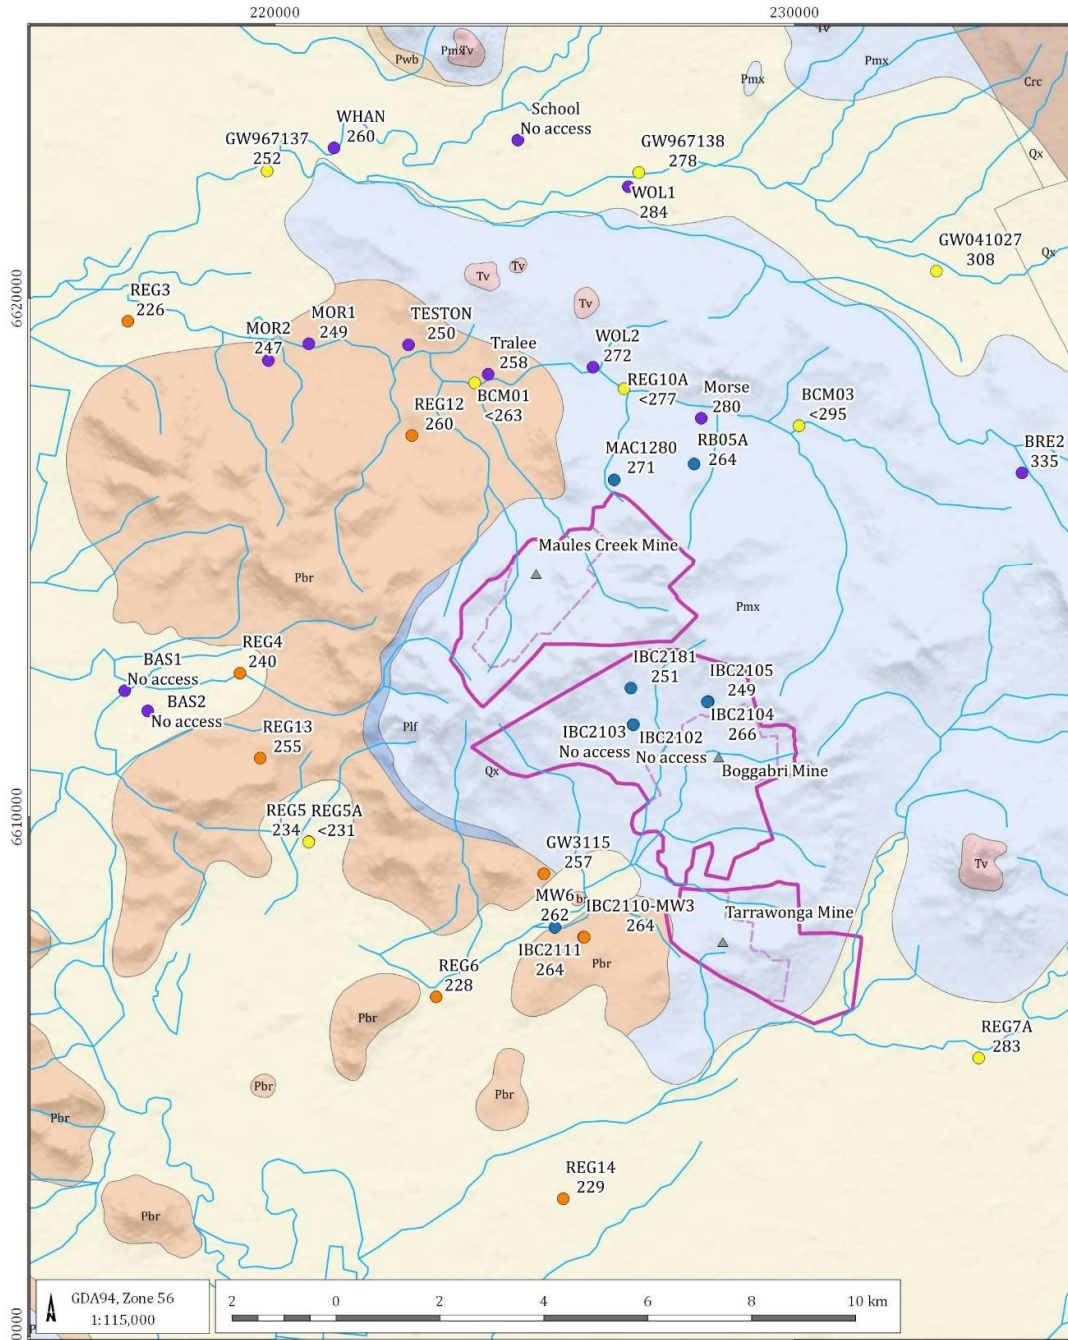 220000
230000
Pwb
Pmx
Tv
Tv
Pmx
Pmx
Crc
School
No access
WHAN
260
GW967137
252
GW967138
278
WOL1
284
Qx
GW041027
308
Qx
6620000
REG3
226
Tv
Tv
Tv
MOR2
247
MOR1
249
TESTON
250
Tralee
258
WOL2
272
BCM01
<263
REG10A
<277
Morse
280
BCM03
<295
REG12
260
MAC1280
271
RB05A
264
BRE2
335
Maules Creek Mine
Pbr
Pmx
REG4
240
BAS1
No access
BAS2
No access
IBC2181
251
IBC2105
249
IBC2104
266
REG13
255
Plf
IBC2103
No access
IBC2102
No access
Qx
Boggabri Mine
6610000
REG5
234
REG5A
<231
GW3115
257
Tv
MW6
262
IBC2110-MW3
264
Tarrawonga Mine
IBC2111
264
Pbr
REG6
228
Pbr
REG7A
283
Pbr
Pbr
Pbr
REG14
229
Pbr
GDA94, Zone 56
1:115,000
2 0 2 4 6 8 10 km